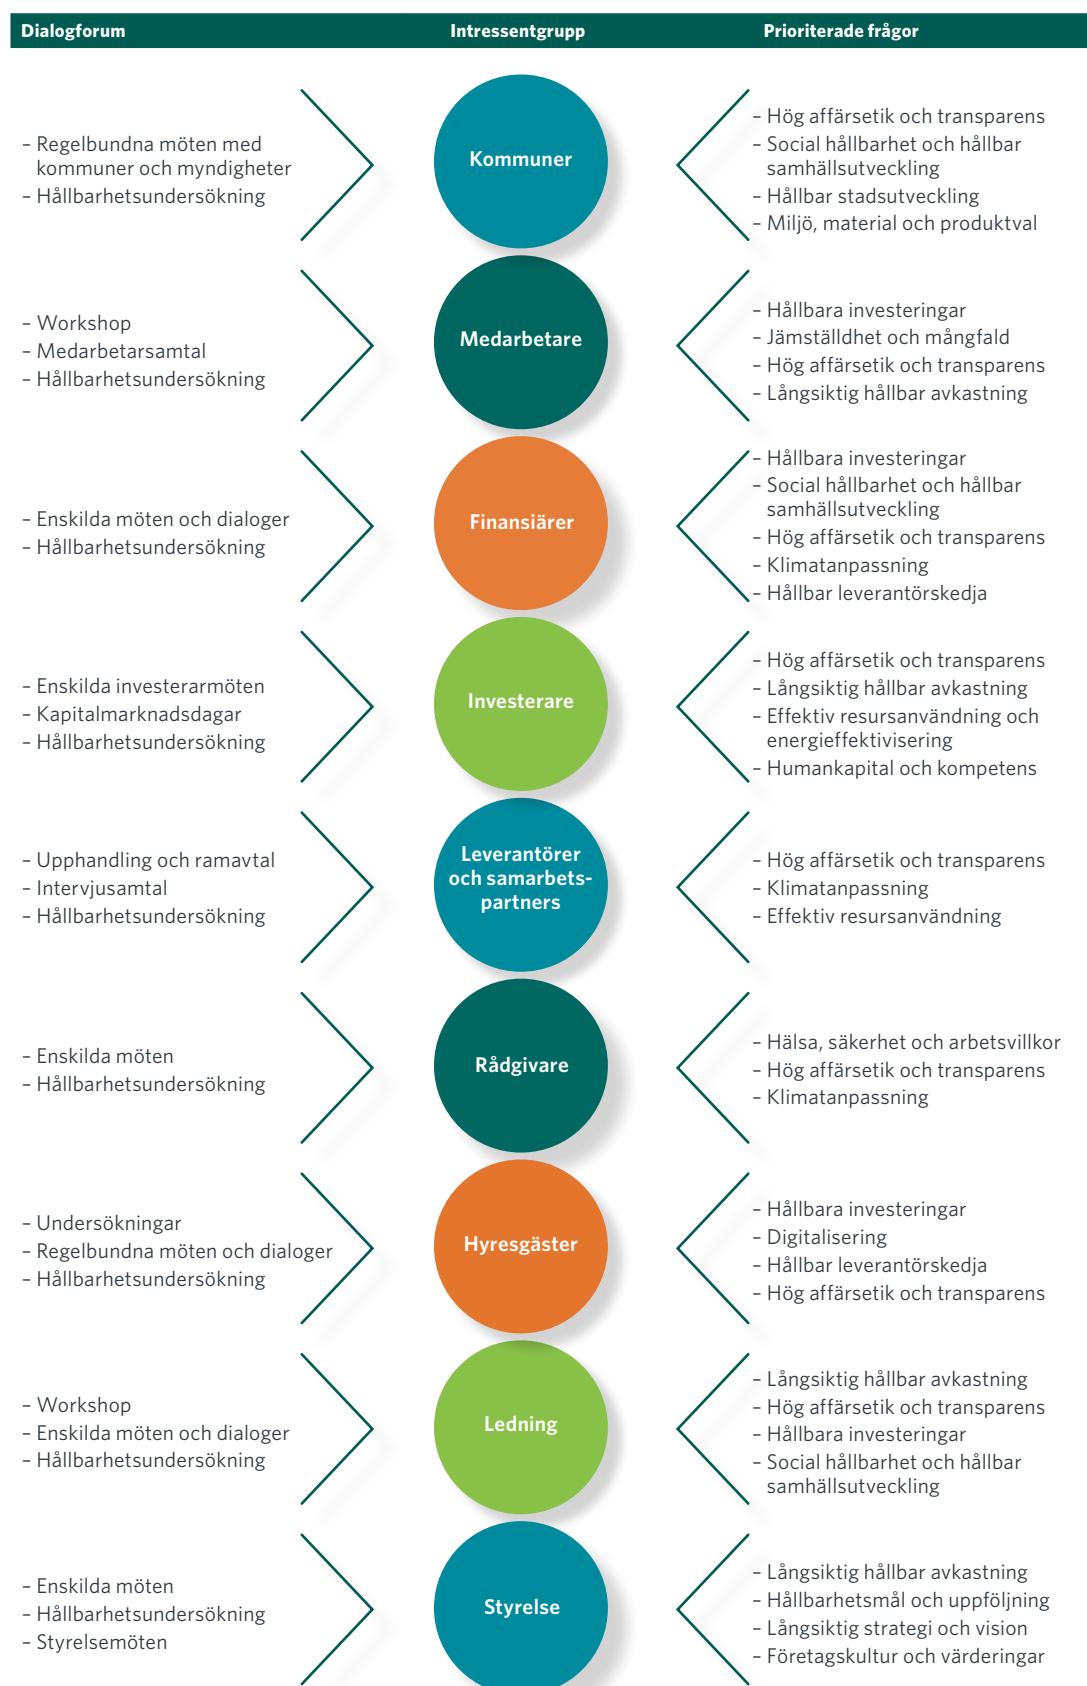 Dialogforum Intressentgrupp Prioriterade frågor
– Regelbundna möten med
kommuner och myndigheter
– Hållbarhetsundersökning
Kommuner
– Hög affärsetik och transparens
– Social hållbarhet och hållbar
samhällsutveckling
– Hållbar stadsutveckling
– Miljö, material och produktval
– Workshop
– Medarbetarsamtal
– Hållbarhetsundersökning
Medarbetare
– Hållbara investeringar
– Jämställdhet och mångfald
– Hög affärsetik och transparens
– Långsiktig hållbar avkastning
– Enskilda möten och dialoger
– Hållbarhetsundersökning
Finansiärer
– Hållbara investeringar
– Social hållbarhet och hållbar
samhällsutveckling
– Hög affärsetik och transparens
– Klimatanpassning
– Hållbar leverantörskedja
– Enskilda investerarmöten
– Kapitalmarknadsdagar
– Hållbarhetsundersökning
Investerare
– Hög affärsetik och transparens
– Långsiktig hållbar avkastning
– Effektiv resursanvändning och
energieffektivisering
– Humankapital och kompetens
– Upphandling och ramavtal
– Intervjusamtal
– Hållbarhetsundersökning
Leverantörer
och samarbets-
partners
– Hög affärsetik och transparens
– Klimatanpassning
– Effektiv resursanvändning
– Enskilda möten
– Hållbarhetsundersökning
Rådgivare
– Hälsa, säkerhet och arbetsvillkor
– Hög affärsetik och transparens
– Klimatanpassning
– Undersökningar
– Regelbundna möten och dialoger
– Hållbarhetsundersökning
Hyresgäster
– Hållbara investeringar
– Digitalisering
– Hållbar leverantörskedja
– Hög affärsetik och transparens
– Workshop
– Enskilda möten och dialoger
– Hållbarhetsundersökning
Ledning
– Långsiktig hållbar avkastning
– Hög affärsetik och transparens
– Hållbara investeringar
– Social hållbarhet och hållbar
samhällsutveckling
– Enskilda möten
– Hållbarhetsundersökning
– Styrelsemöten
Styrelse
– Långsiktig hållbar avkastning
– Hållbarhetsmål och uppföljning
– Långsiktig strategi och vision
– Företagskultur och värderingar